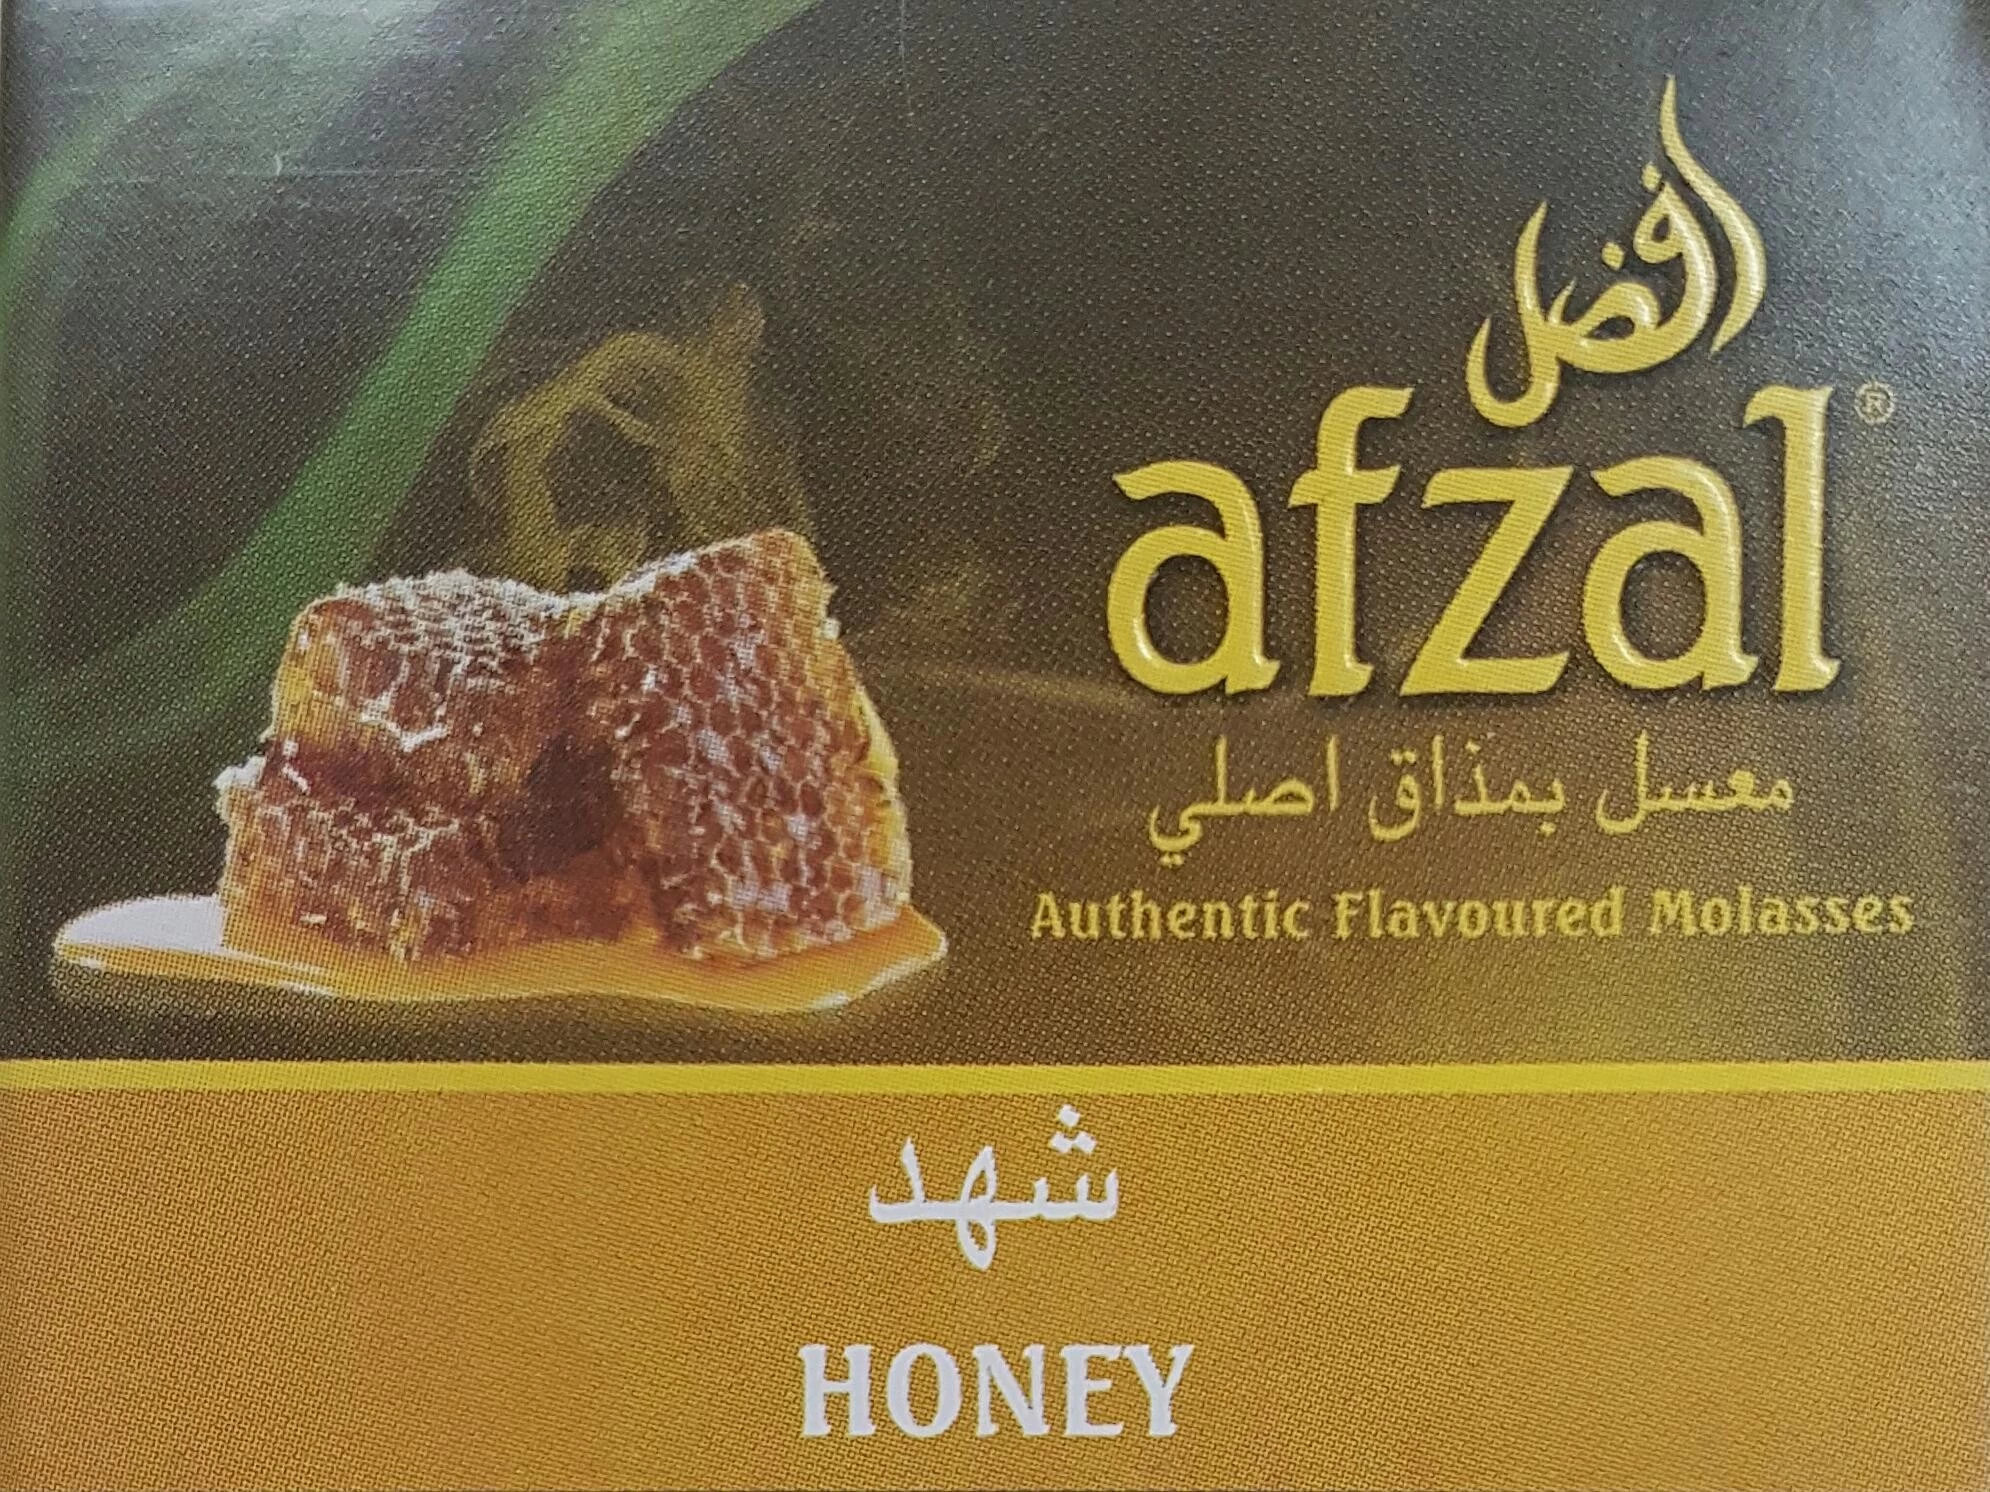 افضل
afzal®
معسل بمذاق اصلي
Authentic Flavoured Molasses
شهد
HONEY